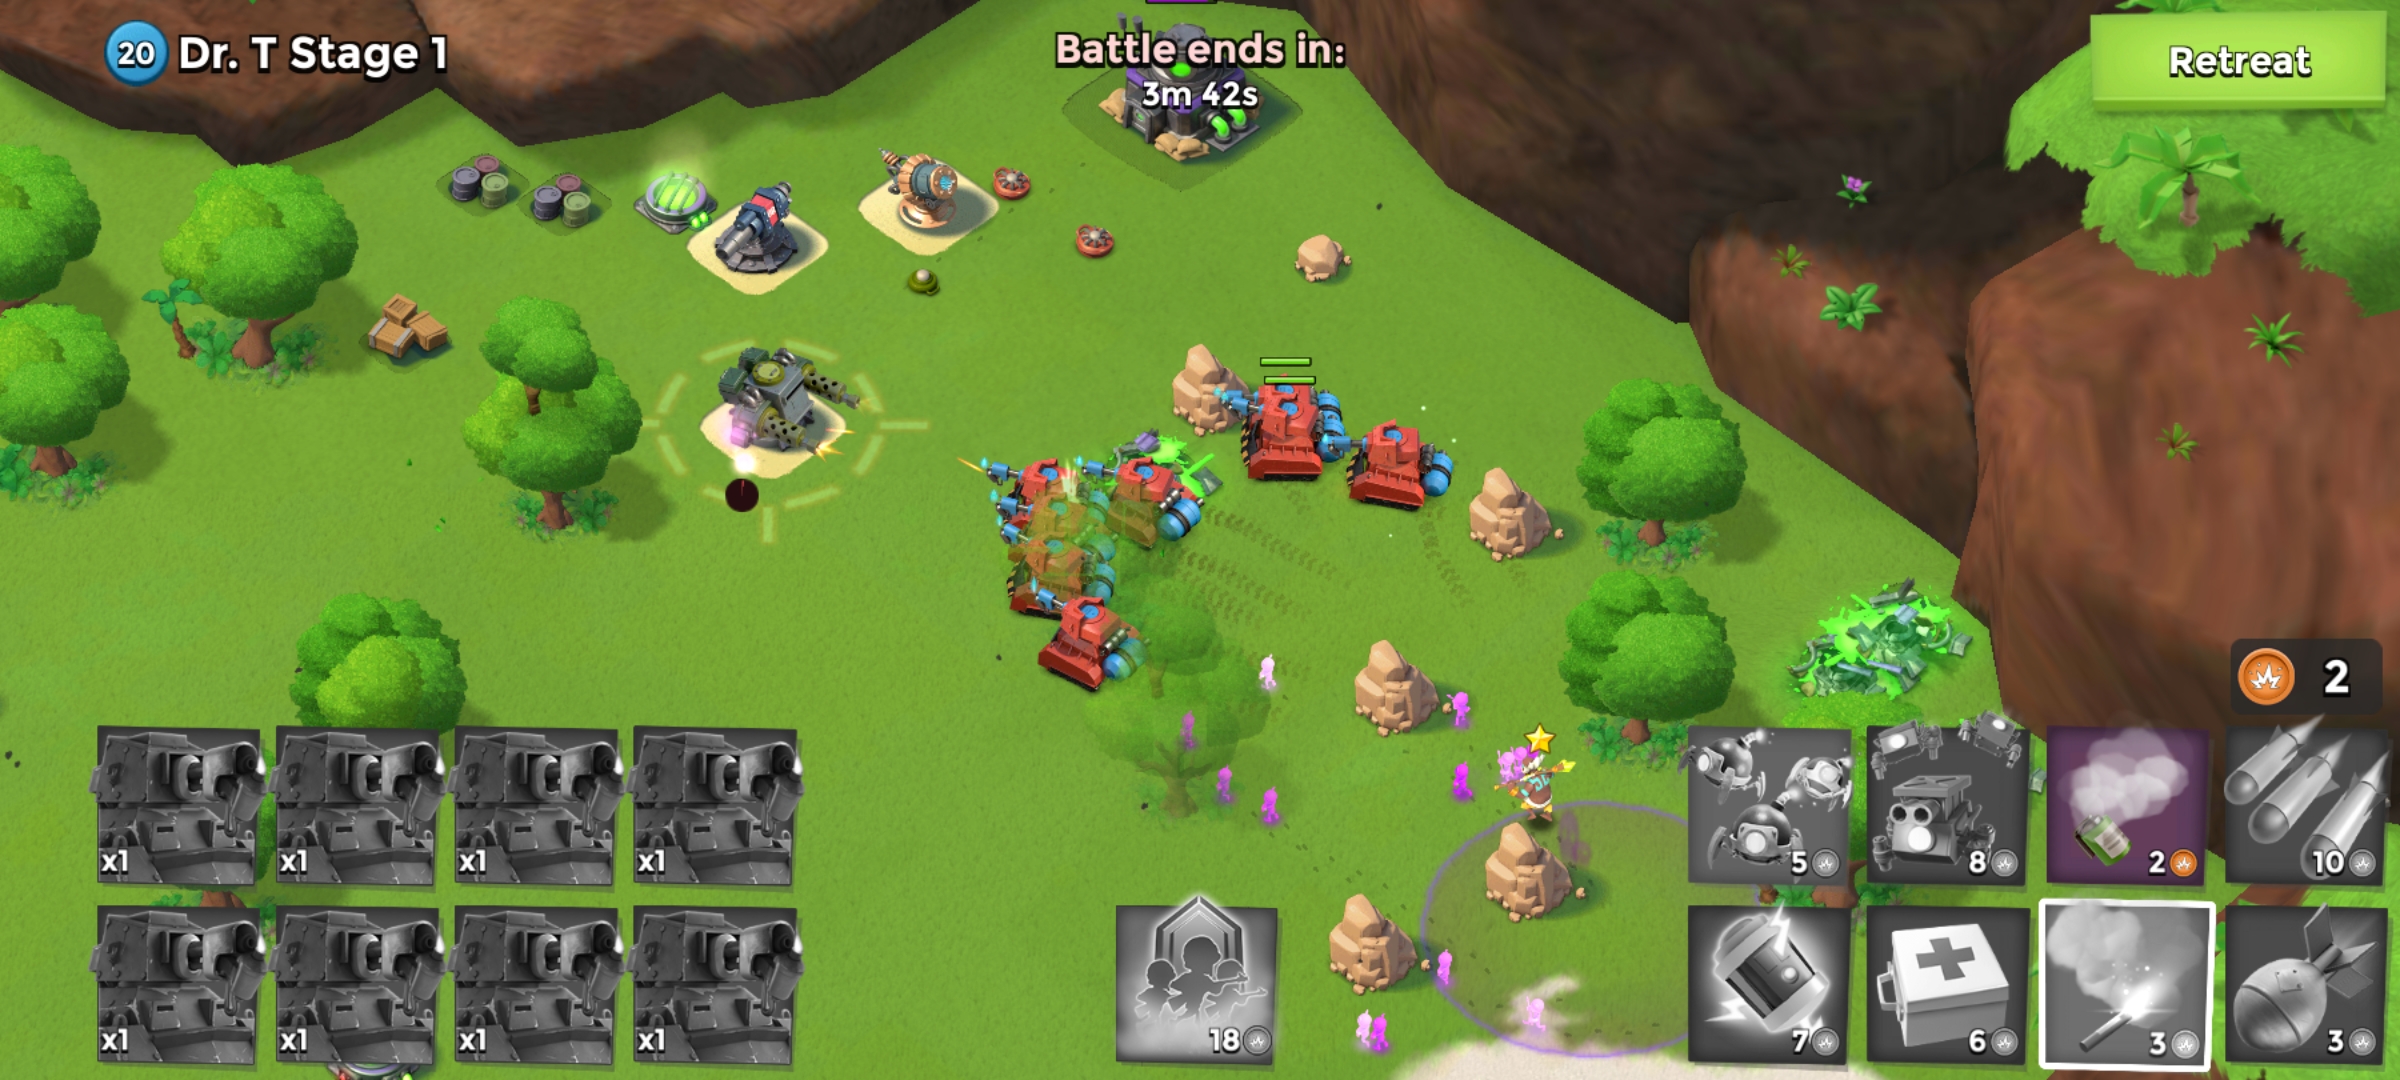 20 Dr. T Stage 1
Battle ends in:
3m 42s
Retreat
2
x1 x1 x1 x1
5 8 2 10
x1 x1 x1 x1
18
7 6 3 3